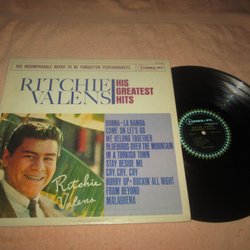 HIS INCOMPARABLE NEVER TO BE FORGOTTEN PERFORMANCES.
RITCHIE VALENS
HIS GREATEST HITS
DONNA • LA BAMBA
COME ON LET'S GO
WE BELONG TOGETHER
BLUEBIRDS OVER THE MOUNTAIN
IN A TURKISH TOWN
STAY BESIDE ME
CRY, CRY, CRY
HURRY UP • ROCKIN' ALL NIGHT
FROM BEYOND
MALAGUENA
Ritchie Valens